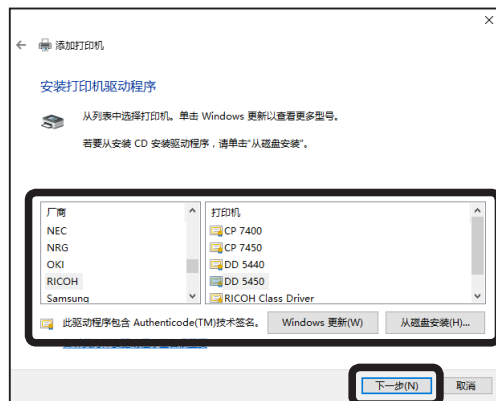 添加打印机
安装打印机驱动程序
从列表中选择打印机。单击 Windows 更新以查看更多型号。
若要从安装 CD 安装驱动程序，请单击“从磁盘安装”。
厂商
NEC
NRG
OKI
RICOH
Samsung
打印机
CP 7400
CP 7450
DD 5440
DD 5450
RICOH Class Driver
此驱动程序包含 Authenticode(TM)技术签名。
Windows 更新(W)
从磁盘安装(H)...
下一步(N)
取消